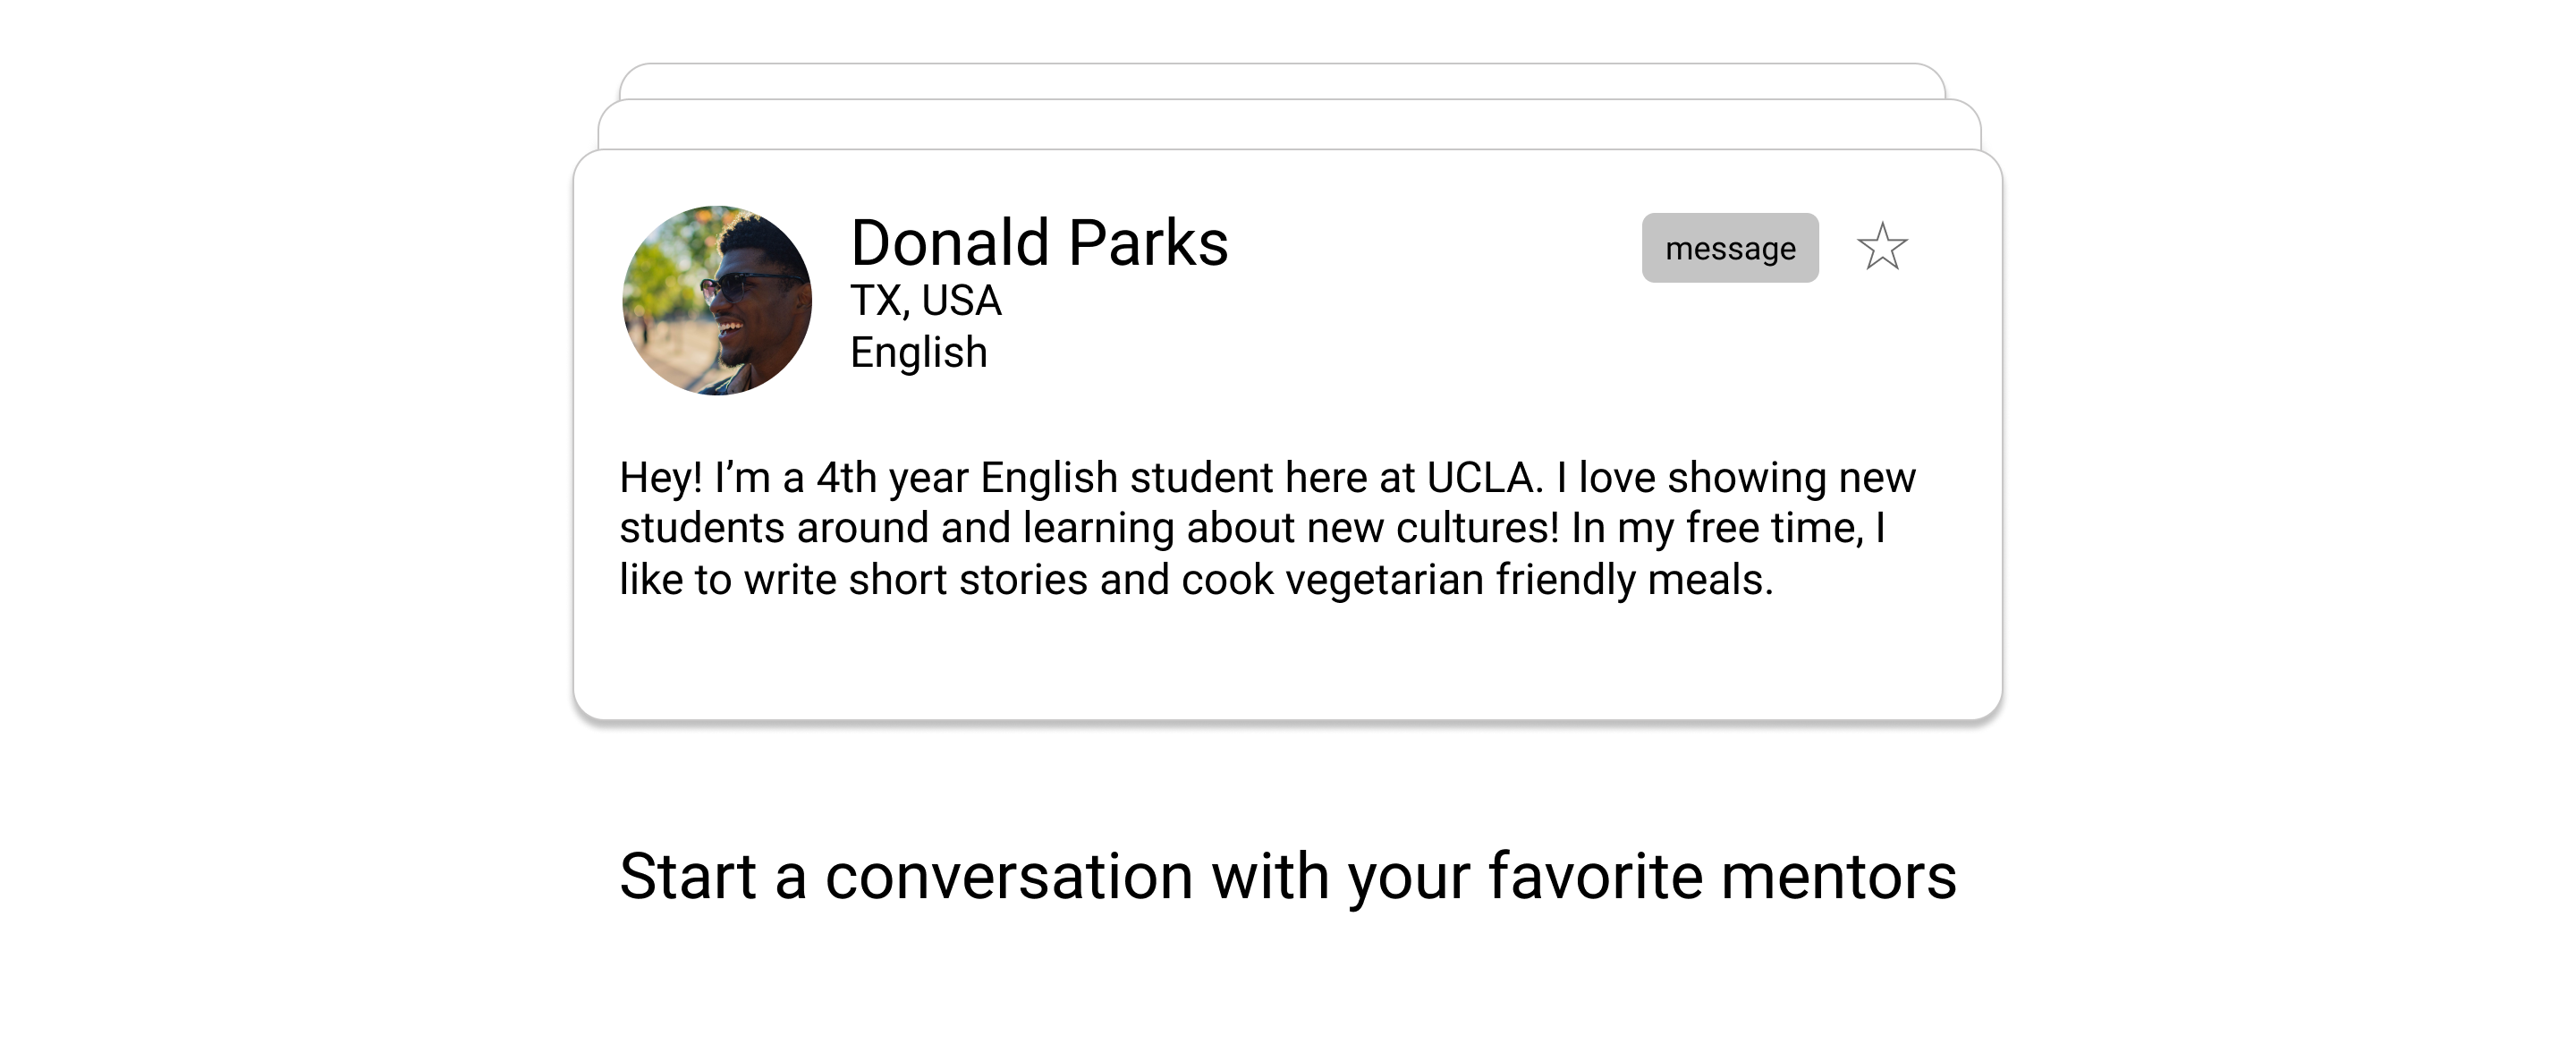 Donald Parks
message
TX, USA
English
Hey! I’m a 4th year English student here at UCLA. I love showing new
students around and learning about new cultures! In my free time, I
like to write short stories and cook vegetarian friendly meals.
Start a conversation with your favorite mentors